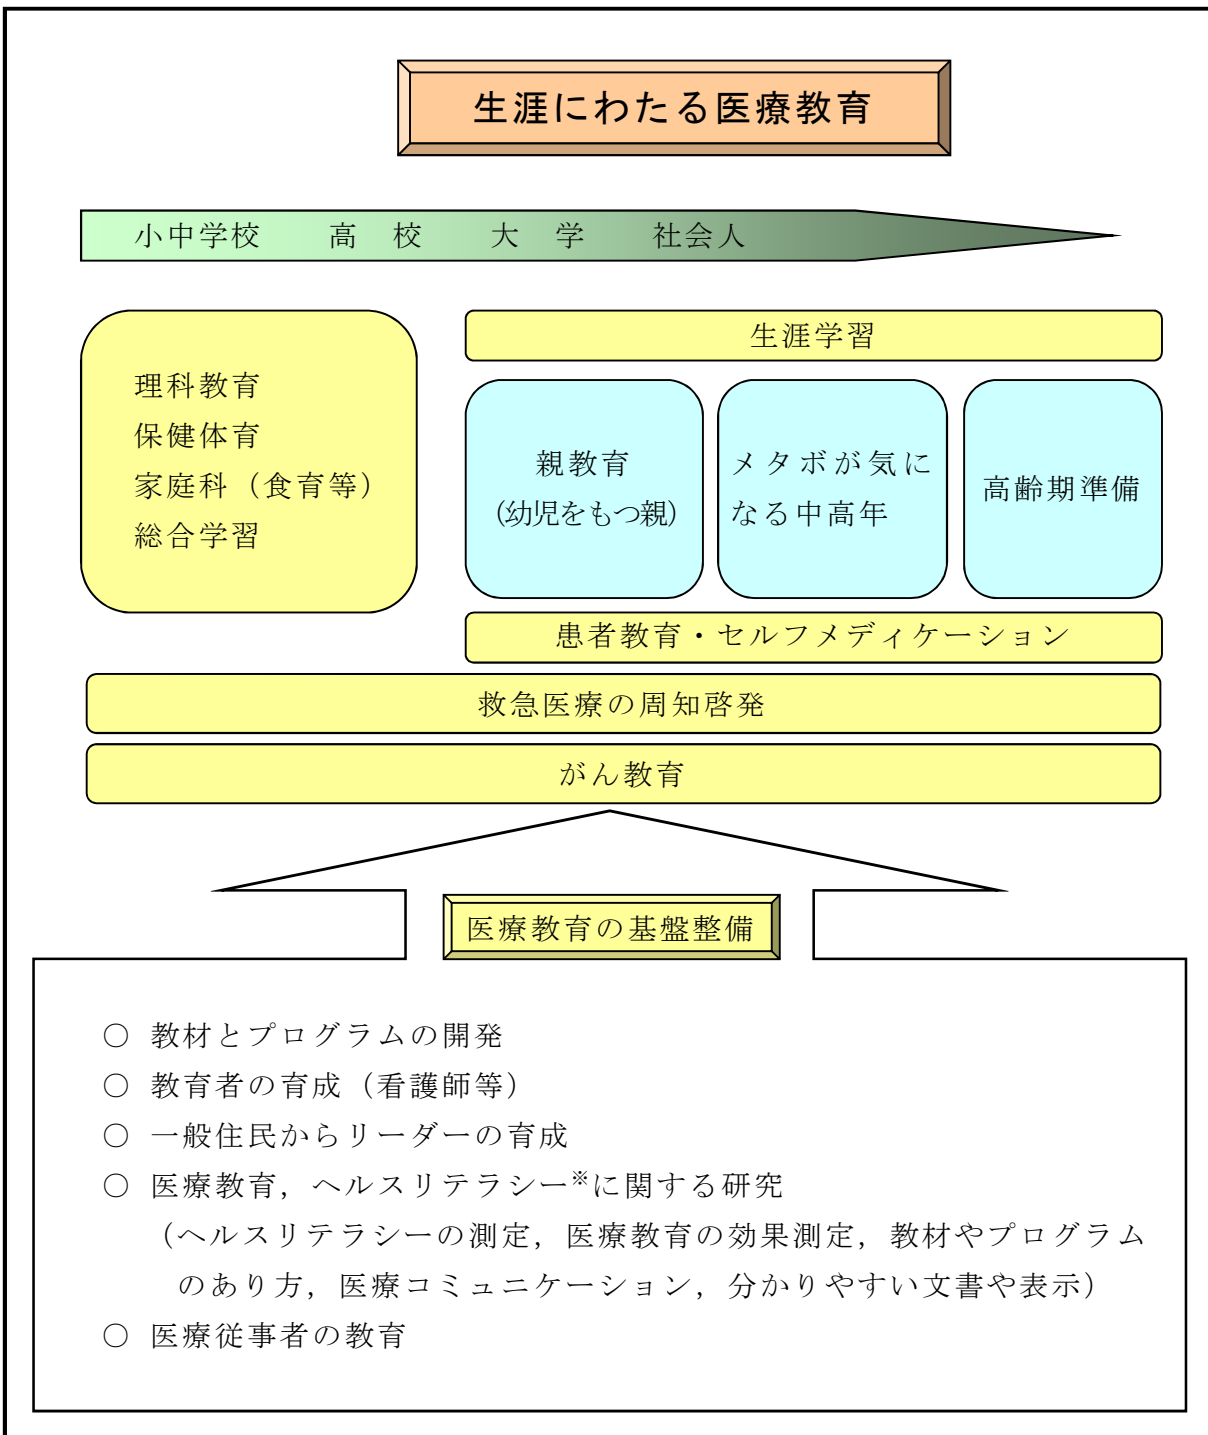 生涯にわたる医療教育
小中学校 高 校 大 学 社会人
理科教育
保健体育
家庭科（食育等）
総合学習
生涯学習
親教育
（幼児をもつ親）
メタボが気に
なる中高年
高齢期準備
患者教育・セルフメディケーション
救急医療の周知啓発
がん教育
医療教育の基盤整備
○ 教材とプログラムの開発
○ 教育者の育成（看護師等）
○ 一般住民からリーダーの育成
○ 医療教育，ヘルスリテラシー※に関する研究
（ヘルスリテラシーの測定，医療教育の効果測定，教材やプログラム
のあり方，医療コミュニケーション，分かりやすい文書や表示）
○ 医療従事者の教育